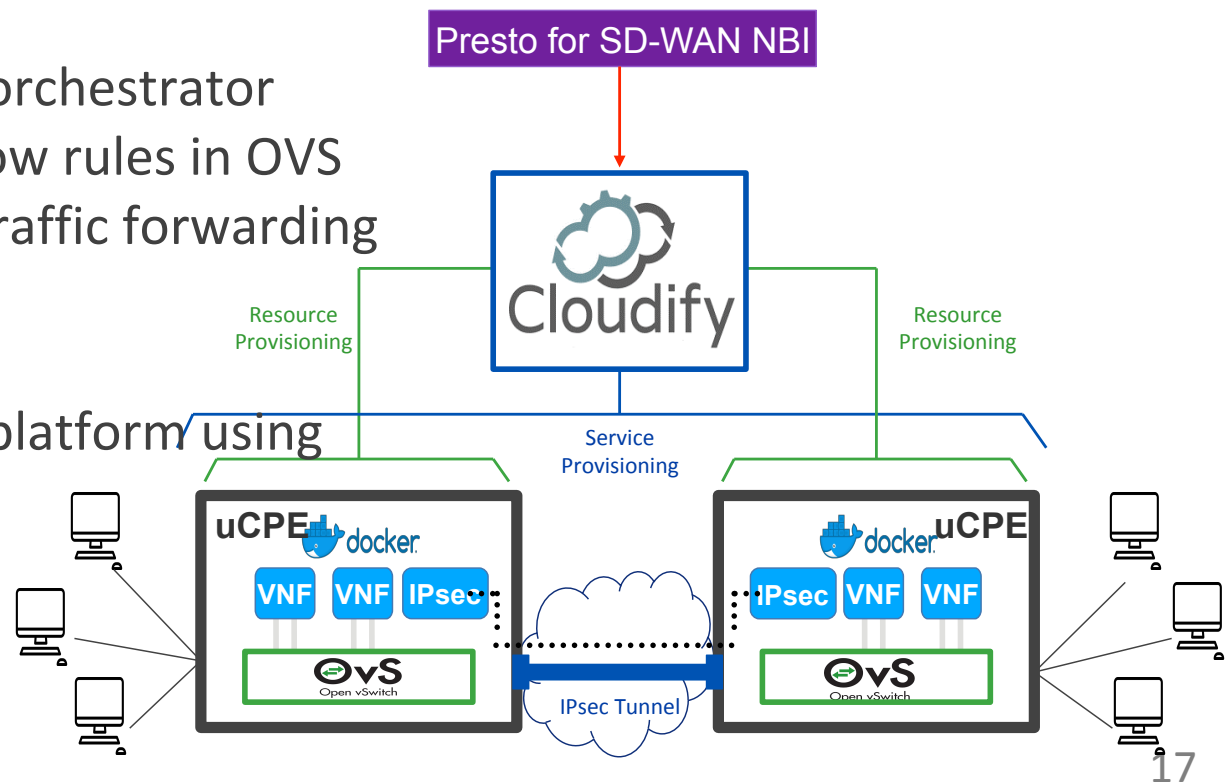 Presto for SD-WAN NBI
orchestrator
ow rules in OVS
raffic forwarding
platform using
Cloudify
Resource
Provisioning
Resource
Provisioning
Service
Provisioning
uCPE
docker
VNF
VNF
IPsec
OvS
Open vSwitch
IPsec Tunnel
docker
uCPE
IPsec
VNF
VNF
OvS
Open vSwitch
17